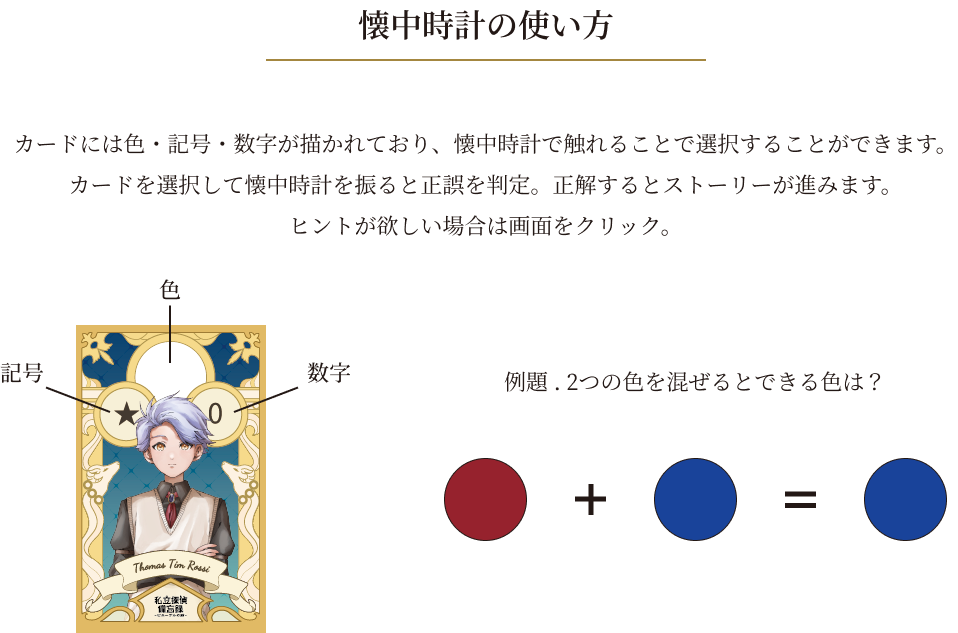 懐中時計の使い方
カードには色・記号・数字が描かれており、懐中時計で触れることで選択することができます。
カードを選択して懐中時計を振ると正誤を判定。正解するとストーリーが進みます。
ヒントが欲しい場合は画面をクリック。
色
記号
数字
★
0
Thomas Tim Rossi
私立探偵
備忘録
例題 . 2つの色を混ぜるとできる色は？
+
=